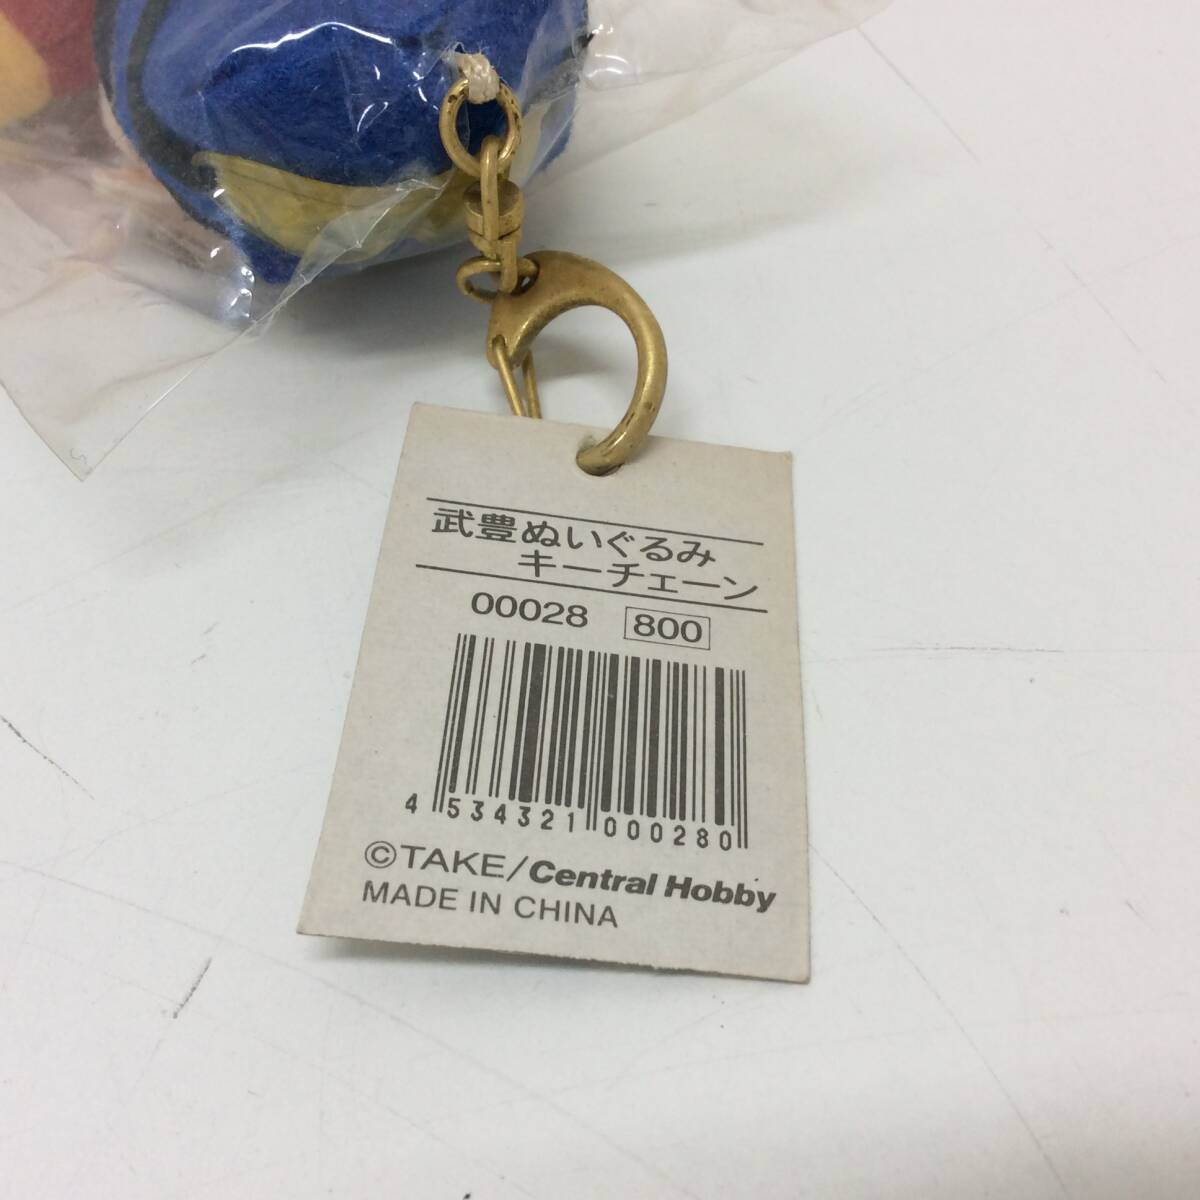 武豊ぬいぐるみ
キーチェーン
00028 800
4 534321 000280
©TAKE/Central Hobby
MADE IN CHINA